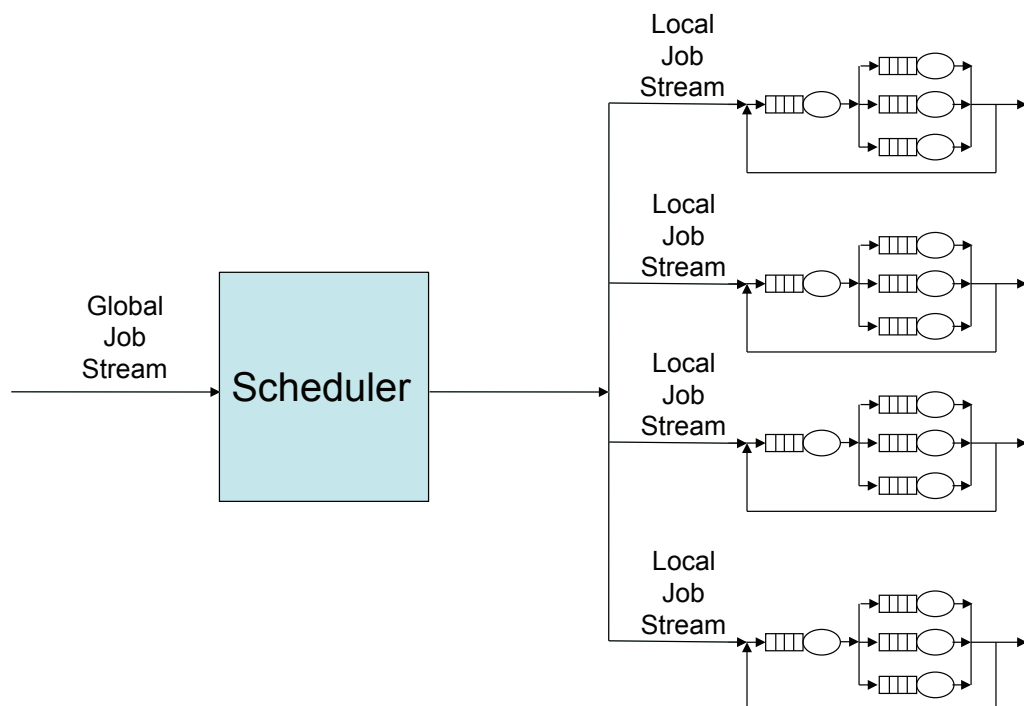 Global
Job
Stream
Scheduler
Local
Job
Stream
Local
Job
Stream
Local
Job
Stream
Local
Job
Stream